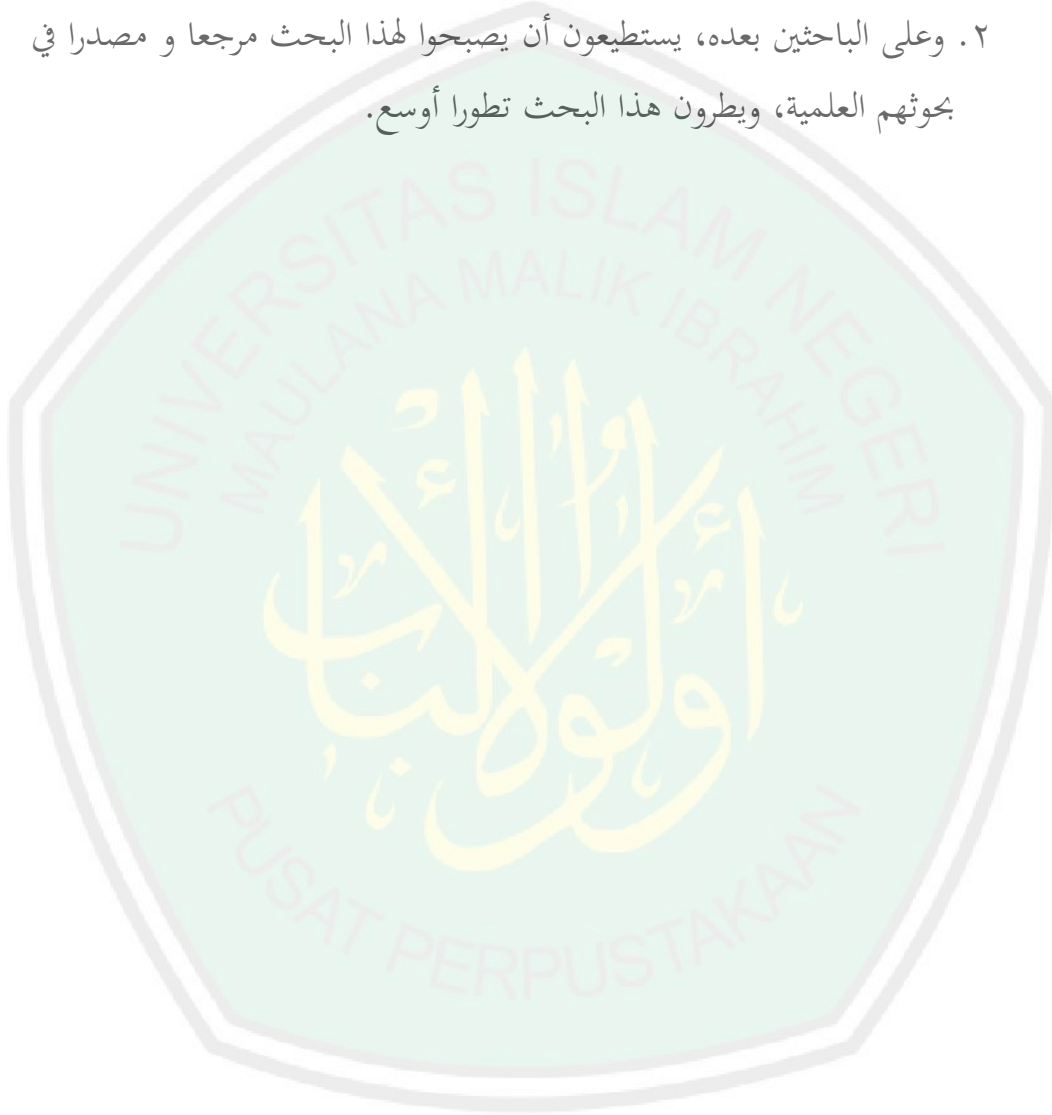 ٢. وعلى الباحثين بعده، يستطيعون أن يصبحوا لهذا البحث مرجعا و مصدرا في
بحوثهم العلمية، ويطرون هذا البحث تطورا أوسع.
UNIVERSITAS ISLAM NEGERI
MAULANA MALIK IBRAHIM
أولوا الألباب
PUSAT PERPUSTAKAAN